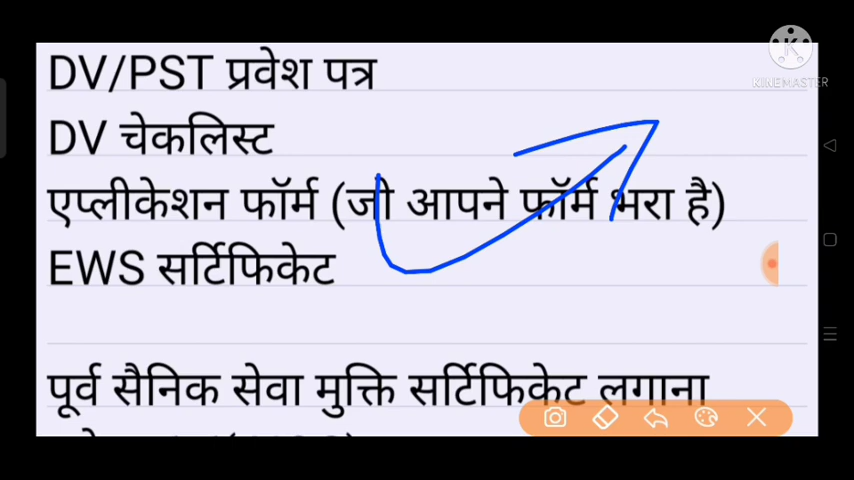 KINEMASTER
DV/PST प्रवेश पत्र
DV चेकलिस्ट
एप्लीकेशन फॉर्म (जो आपने फॉर्म भरा है)
EWS सर्टिफिकेट
पूर्व सैनिक सेवा मुक्ति सर्टिफिकेट लगाना